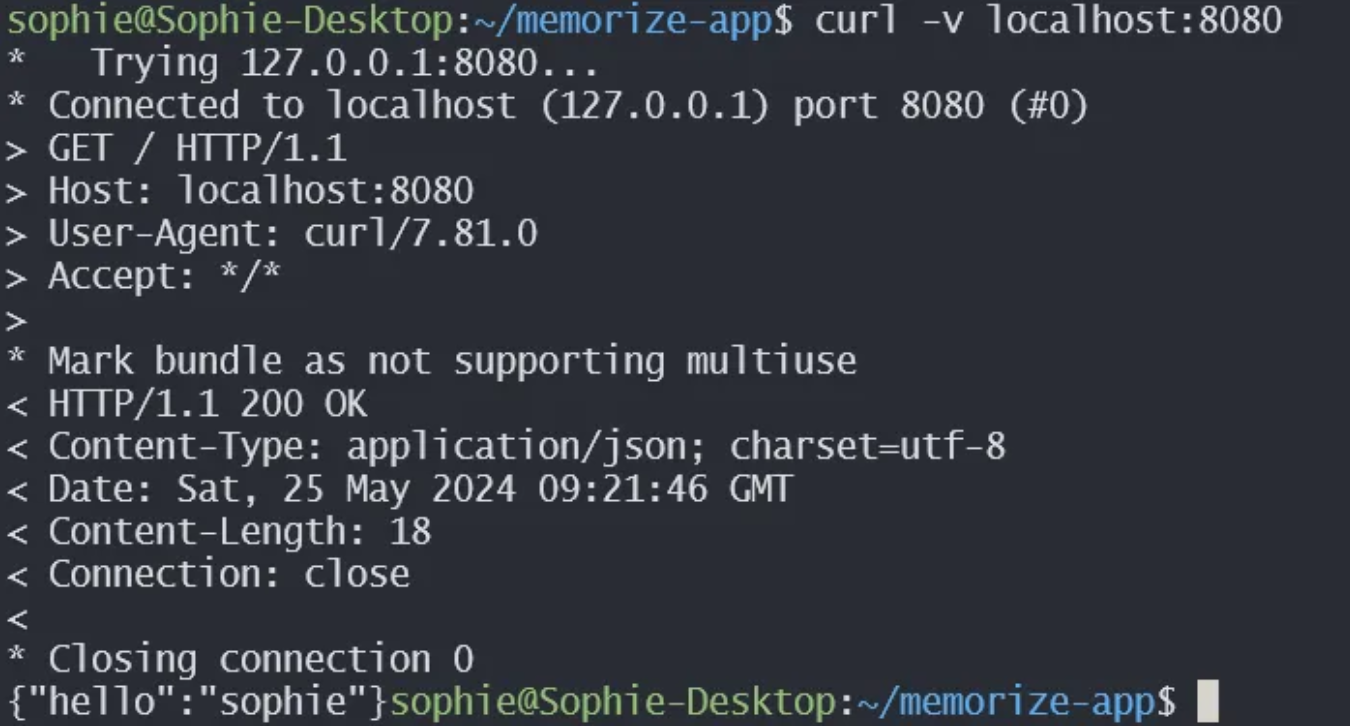 sophie@Sophie-Desktop:~/memorize-app$ curl -v localhost:8080
*   Trying 127.0.0.1:8080...
* Connected to localhost (127.0.0.1) port 8080 (#0)
> GET / HTTP/1.1
> Host: localhost:8080
> User-Agent: curl/7.81.0
> Accept: */*
>
* Mark bundle as not supporting multiuse
< HTTP/1.1 200 OK
< Content-Type: application/json; charset=utf-8
< Date: Sat, 25 May 2024 09:21:46 GMT
< Content-Length: 18
< Connection: close
<
* Closing connection 0
{"hello":"sophie"}sophie@Sophie-Desktop:~/memorize-app$